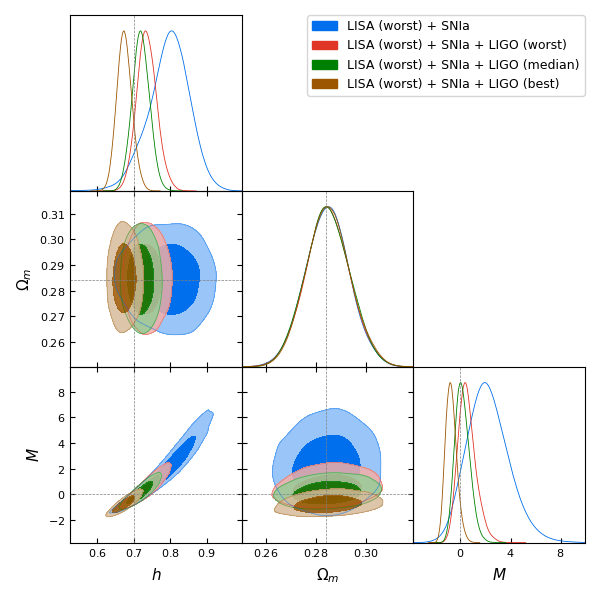 LISA (worst) + SNIa
LISA (worst) + SNIa + LIGO (worst)
LISA (worst) + SNIa + LIGO (median)
LISA (worst) + SNIa + LIGO (best)
0.31
0.30
0.29
0.28
0.27
0.26
Ωm
8
6
4
2
0
−2
M
0.6 0.7 0.8 0.9
0.26 0.28 0.30
0 4 8
h
Ωm
M